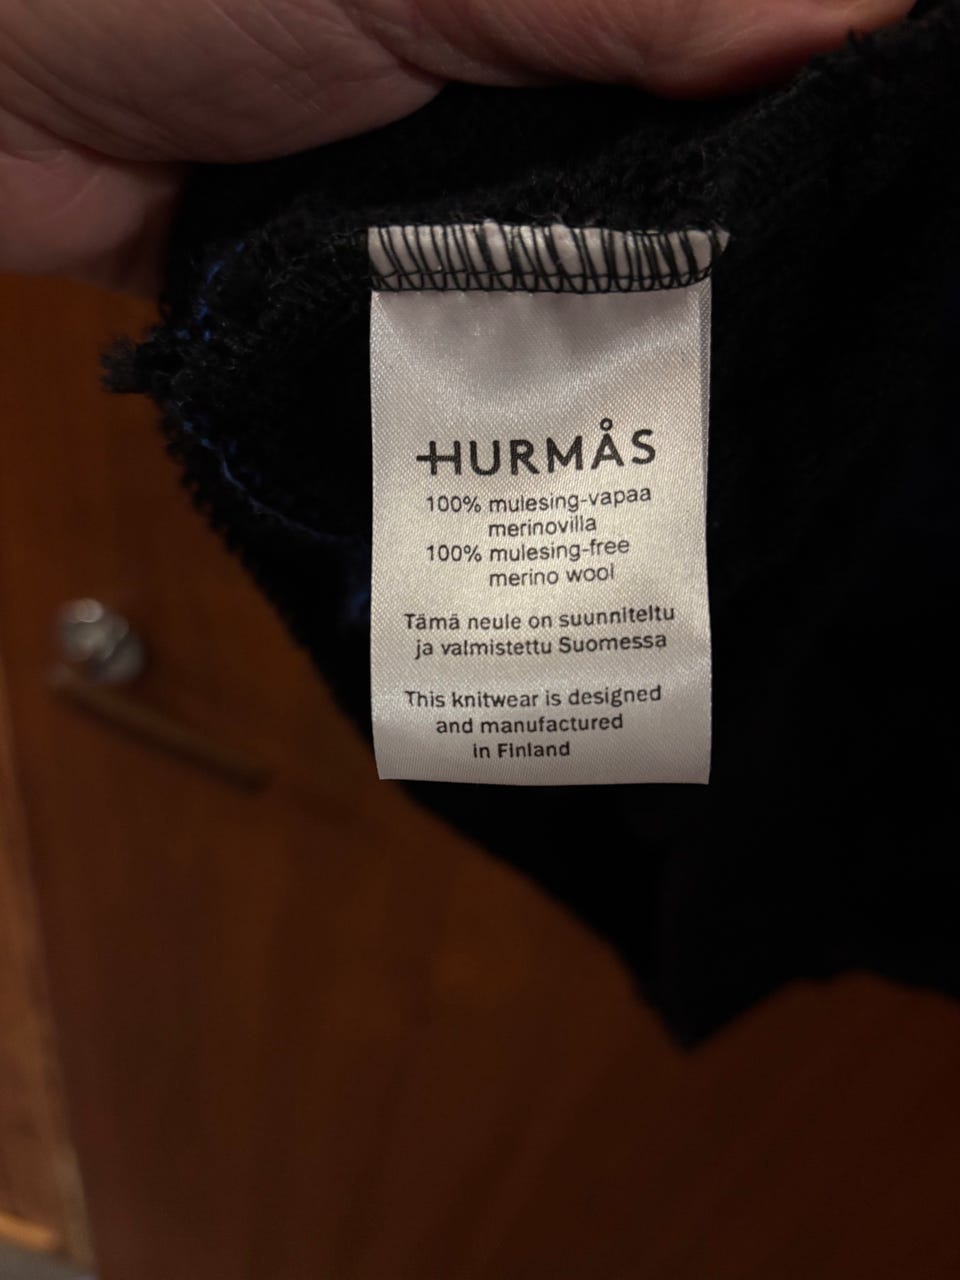 HURMÅS
100% mulesing-vapaa
merinovilla
100% mulesing-free
merino wool
Tämä neule on suunniteltu
ja valmistettu Suomessa
This knitwear is designed
and manufactured
in Finland